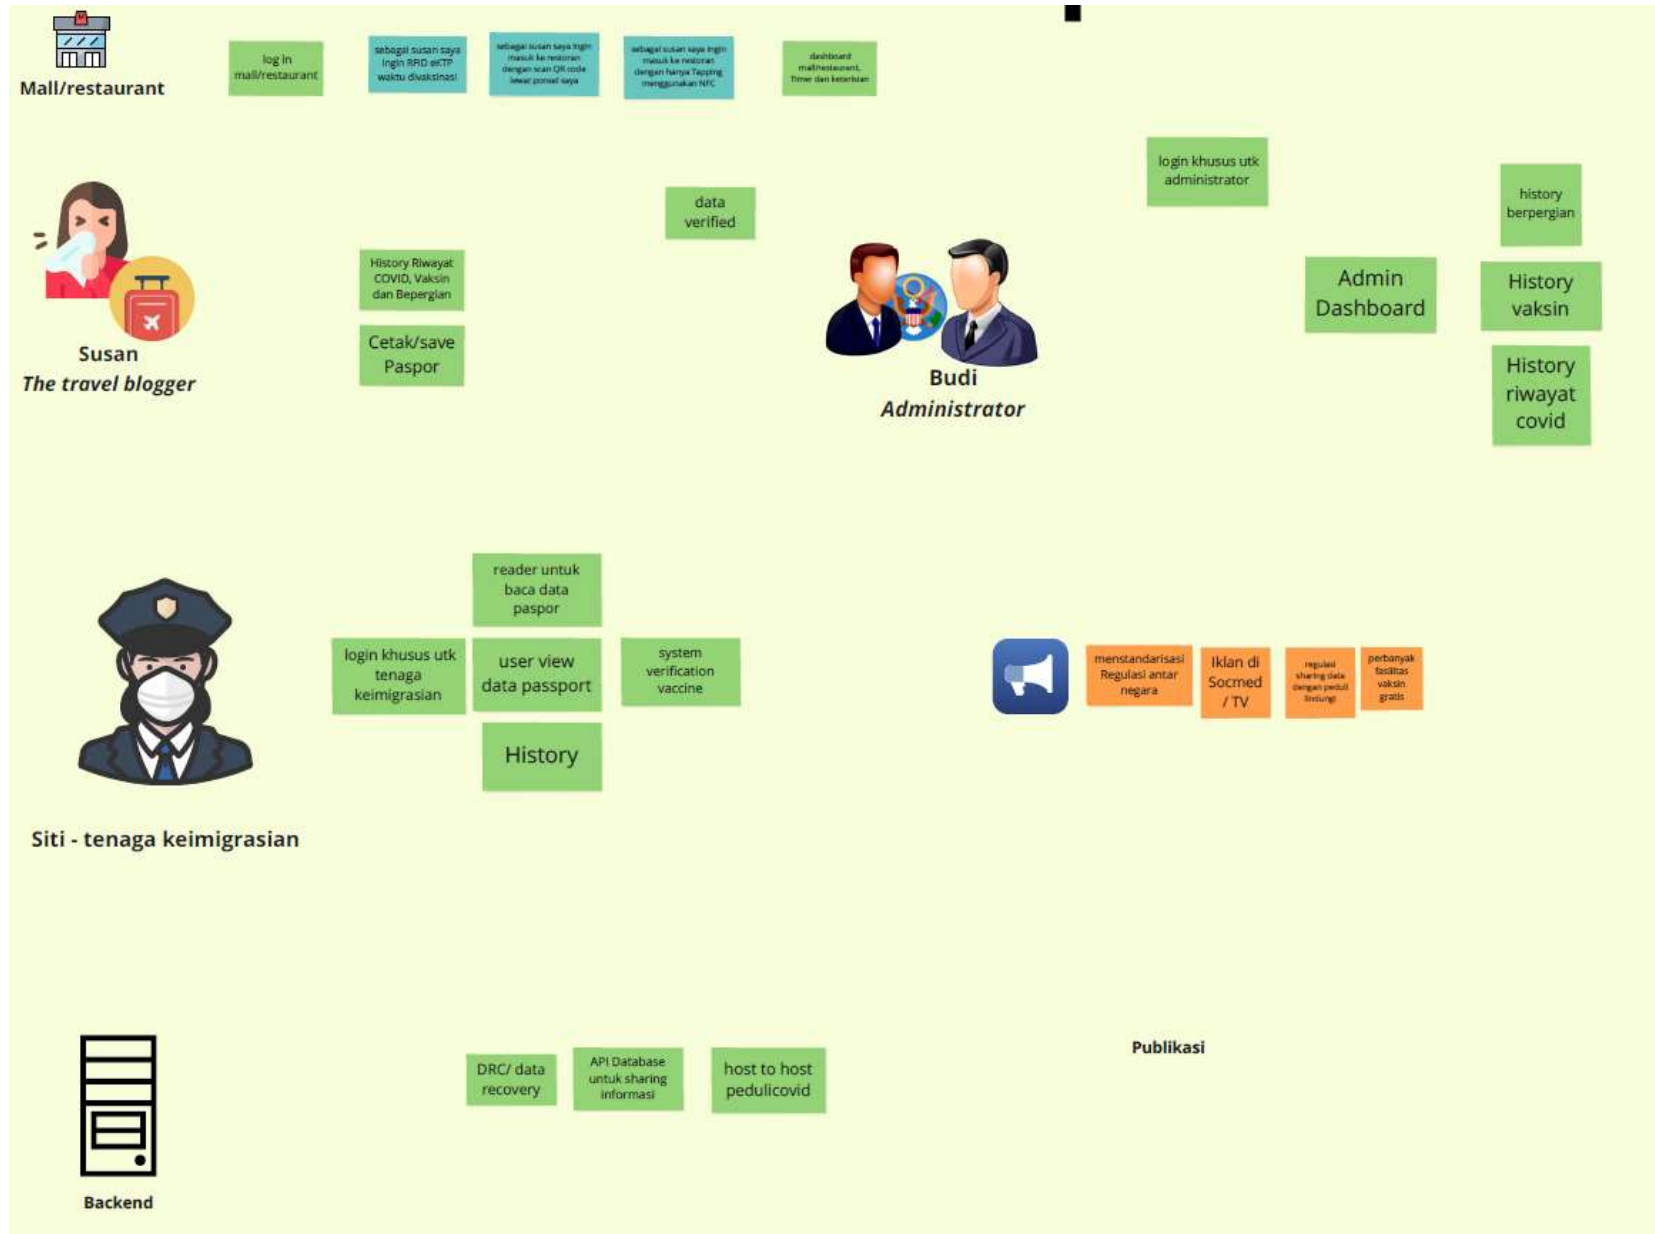 Mall/restaurant
log in
mall/restaurant
sebagai susan saya
ingin RFID eKTP
waktu divaksinasi
sebagai susan saya ingin
masuk ke restoran
dengan scan QR code
lewat ponsel saya
sebagai susan saya ingin
masuk ke restoran
dengan hanya Tapping
menggunakan NFC
dashboard
mall/restaurant,
Timer dan keterisian
Susan
The travel blogger
data
verified
History Riwayat
COVID, Vaksin
dan Bepergian
Cetak/save
Paspor
Budi
Administrator
login khusus utk
administrator
Admin
Dashboard
history
berpergian
History
vaksin
History
riwayat
covid
Siti - tenaga keimigrasian
login khusus utk
tenaga
keimigrasian
reader untuk
baca data
paspor
user view
data passport
History
system
verification
vaccine
menstandarisasi
Regulasi antar
negara
Iklan di
Socmed
/ TV
regulasi
sharing data
dengan peduli
lindungi
perbanyak
fasilitas
vaksin
gratis
Publikasi
Backend
DRC/ data
recovery
API Database
untuk sharing
informasi
host to host
pedulicovid